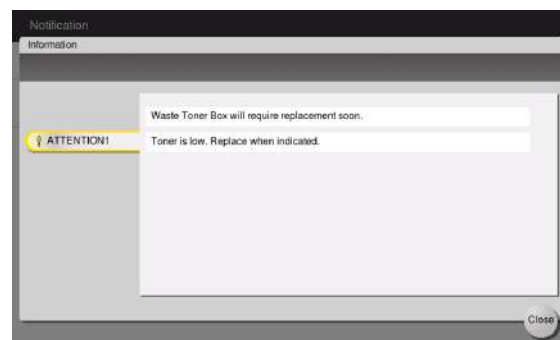 Notification
Information
Waste Toner Box will require replacement soon.
ATTENTION1
Toner is low. Replace when indicated.
Close